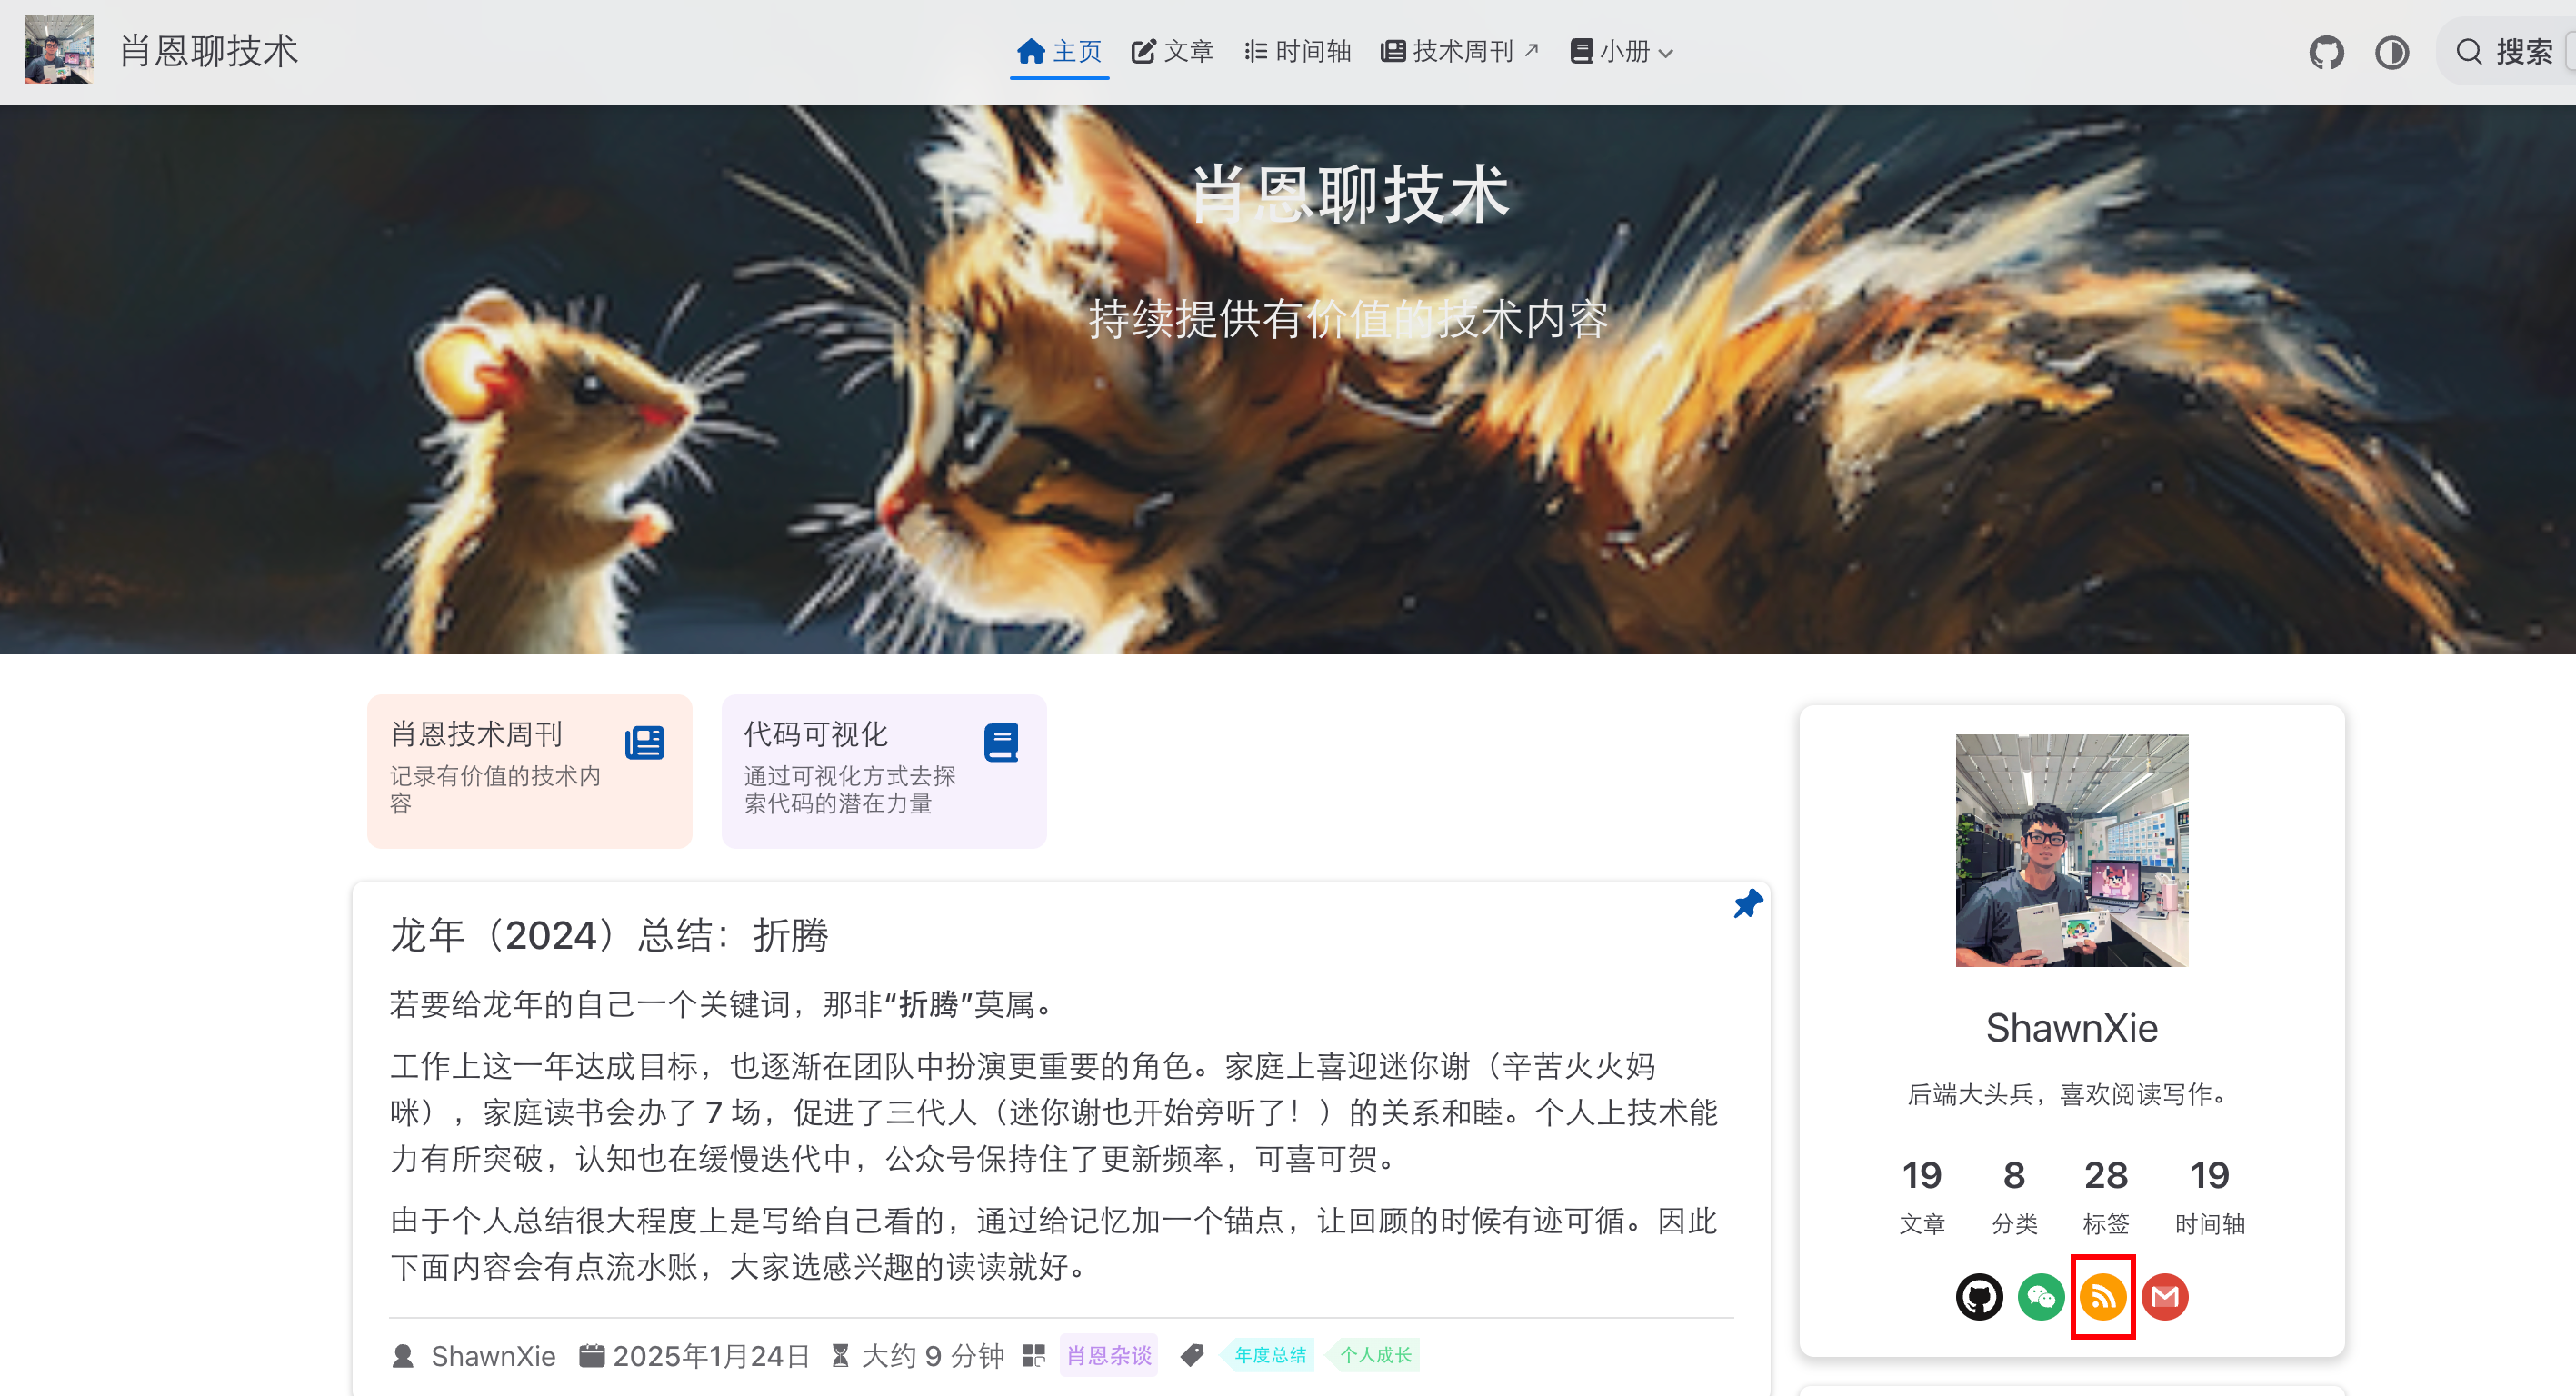 肖恩聊技术
主页 文章 时间轴 技术周刊 小册
搜索
肖恩聊技术
持续提供有价值的技术内容
肖恩技术周刊
记录有价值的技术内
容
代码可视化
通过可视化方式去探
索代码的潜在力量
龙年（2024）总结：折腾
若要给龙年的自己一个关键词，那非“折腾”莫属。
工作上这一年达成目标，也逐渐在团队中扮演更重要的角色。家庭上喜迎迷你谢（辛苦火火妈
咪），家庭读书会办了 7 场，促进了三代人（迷你谢也开始旁听了！）的关系和睦。个人上技术能
力有所突破，认知也在缓慢迭代中，公众号保持住了更新频率，可喜可贺。
由于个人总结很大程度上是写给自己看的，通过给记忆加一个锚点，让回顾的时候有迹可循。因此
下面内容会有点流水账，大家选感兴趣的读读就好。
ShawnXie 2025年1月24日 大约 9 分钟 肖恩杂谈 年度总结 个人成长
ShawnXie
后端大头兵，喜欢阅读写作。
19 8 28 19
文章 分类 标签 时间轴